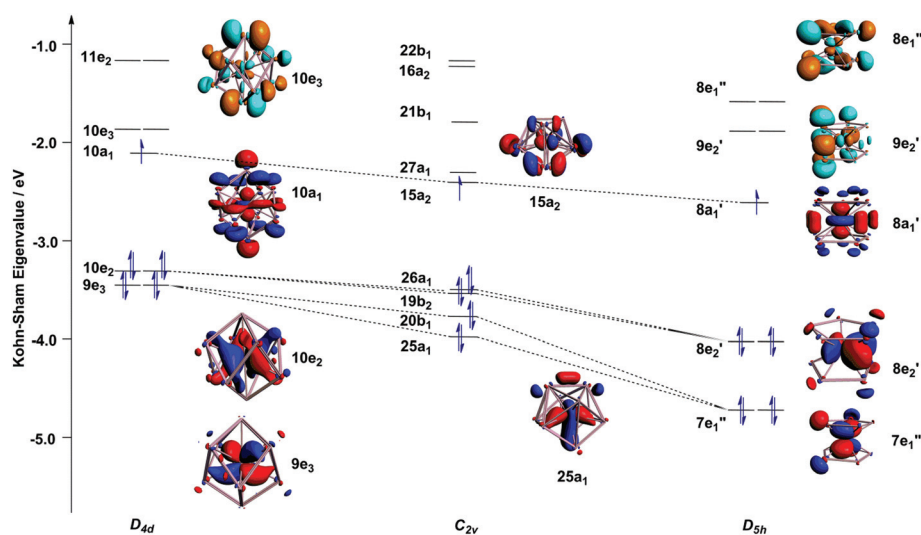 Kohn-Sham Eigenvalue / eV
-1.0
-2.0
-3.0
-4.0
-5.0
11e2
10e3
10a1
10e2
9e3
10e3
10a1
10e2
9e3
D4d
22b1
16a2
21b1
27a1
15a2
26a1
19b2
20b1
25a1
15a2
25a1
C2v
8e1"
9e2'
8a1'
8e2'
7e1"
8e1"
9e2'
8a1'
8e2'
7e1"
D5h